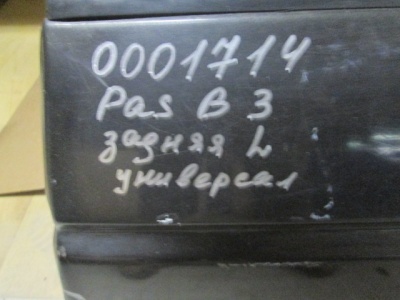 0001714
Pas B 3
задняя L
универсал